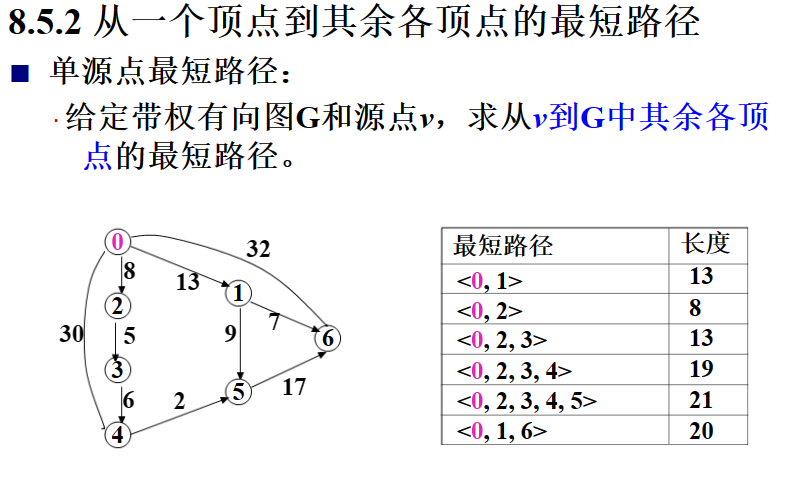 8.5.2 从一个顶点到其余各顶点的最短路径
■ 单源点最短路径：
·给定带权有向图G和源点v，求从v到G中其余各顶
点的最短路径。
0
32
8
13
1
2
7
30
5
9
6
3
6
2
5
17
4
最短路径 长度
<0, 1> 13
<0, 2> 8
<0, 2, 3> 13
<0, 2, 3, 4> 19
<0, 2, 3, 4, 5> 21
<0, 1, 6> 20